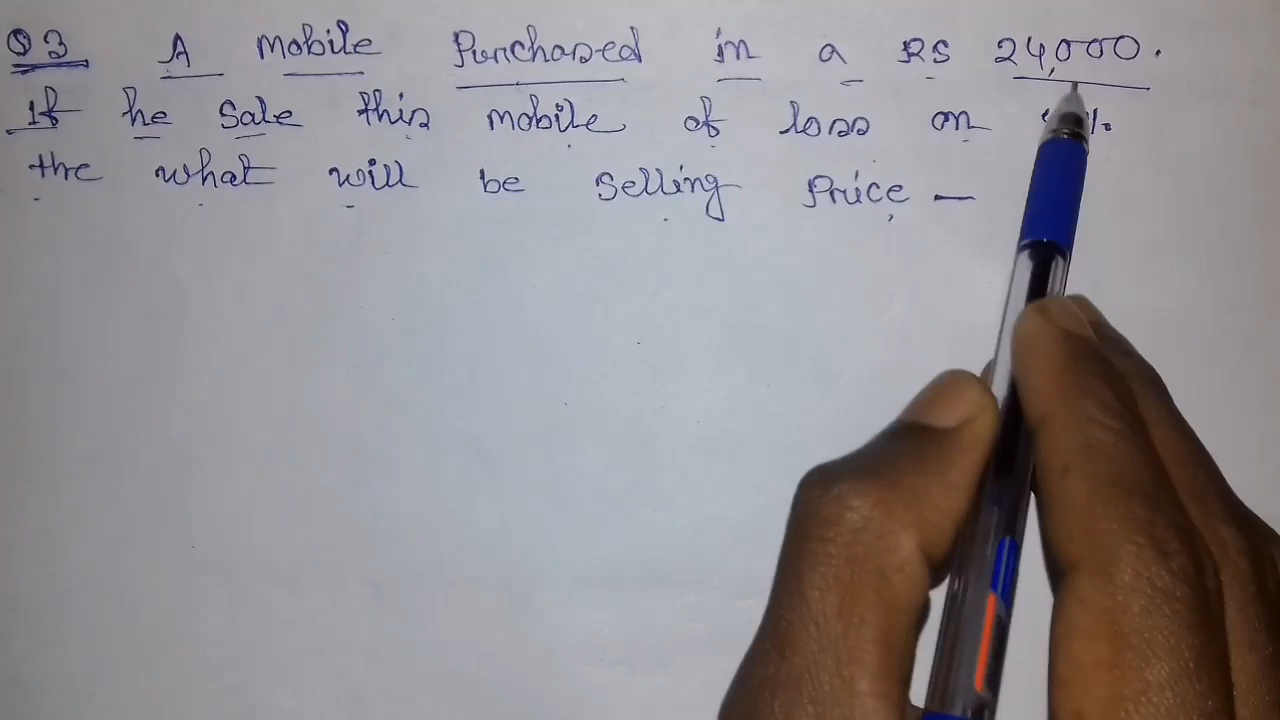 Q3 A mobile Purchased in a RS 24,000.
If he sale this mobile of loss on %
the what will be selling Price —